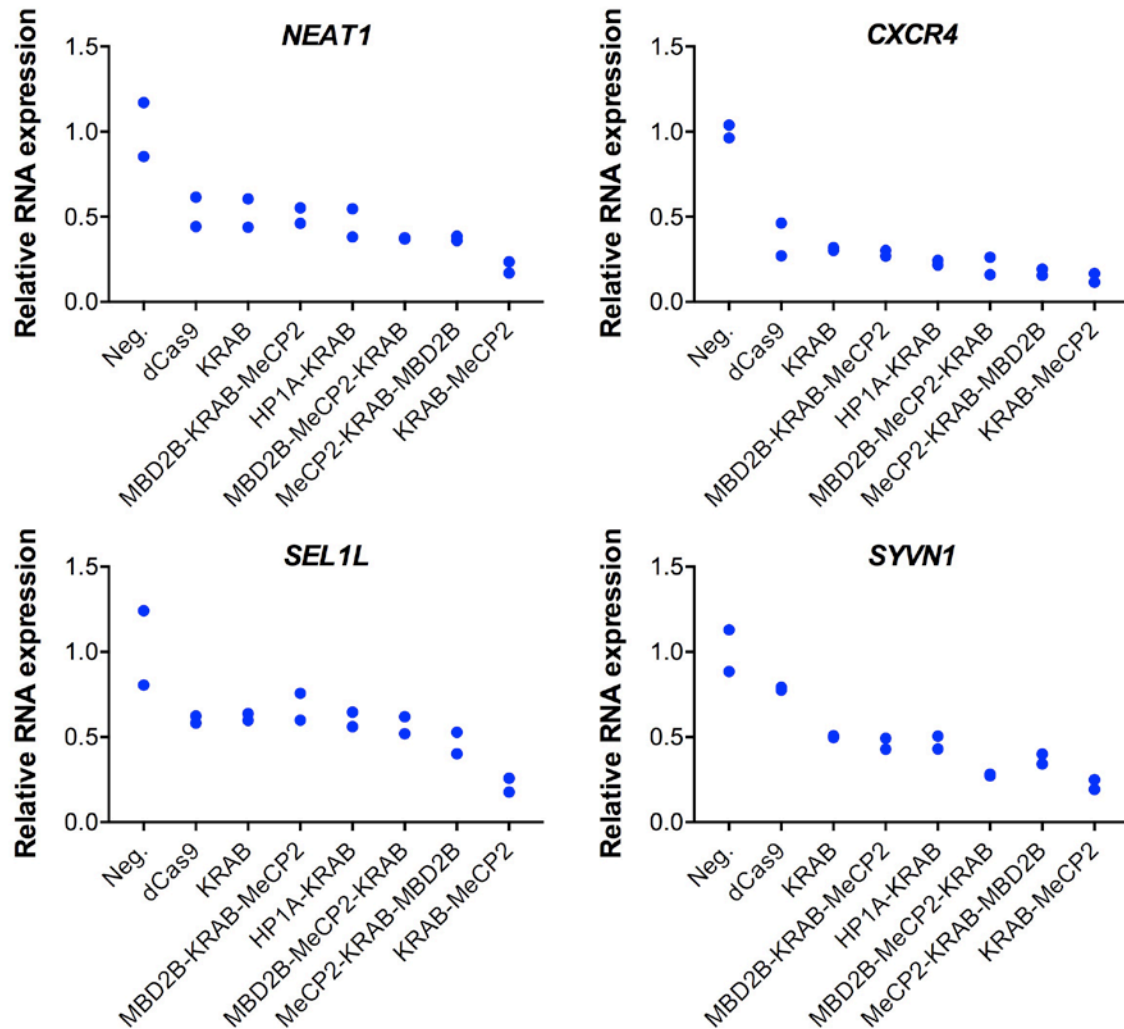 NEAT1
Relative RNA expression
1.5
1.0
0.5
0.0
Neg.
dCas9
KRAB
MBD2B-KRAB-MeCP2
HP1A-KRAB
MBD2B-MeCP2-KRAB
MeCP2-KRAB-MBD2B
KRAB-MeCP2
CXCR4
Relative RNA expression
1.5
1.0
0.5
0.0
Neg.
dCas9
KRAB
MBD2B-KRAB-MeCP2
HP1A-KRAB
MBD2B-MeCP2-KRAB
MeCP2-KRAB-MBD2B
KRAB-MeCP2
SEL1L
Relative RNA expression
1.5
1.0
0.5
0.0
Neg.
dCas9
KRAB
MBD2B-KRAB-MeCP2
HP1A-KRAB
MBD2B-MeCP2-KRAB
MeCP2-KRAB-MBD2B
KRAB-MeCP2
SYVN1
Relative RNA expression
1.5
1.0
0.5
0.0
Neg.
dCas9
KRAB
MBD2B-KRAB-MeCP2
HP1A-KRAB
MBD2B-MeCP2-KRAB
MeCP2-KRAB-MBD2B
KRAB-MeCP2